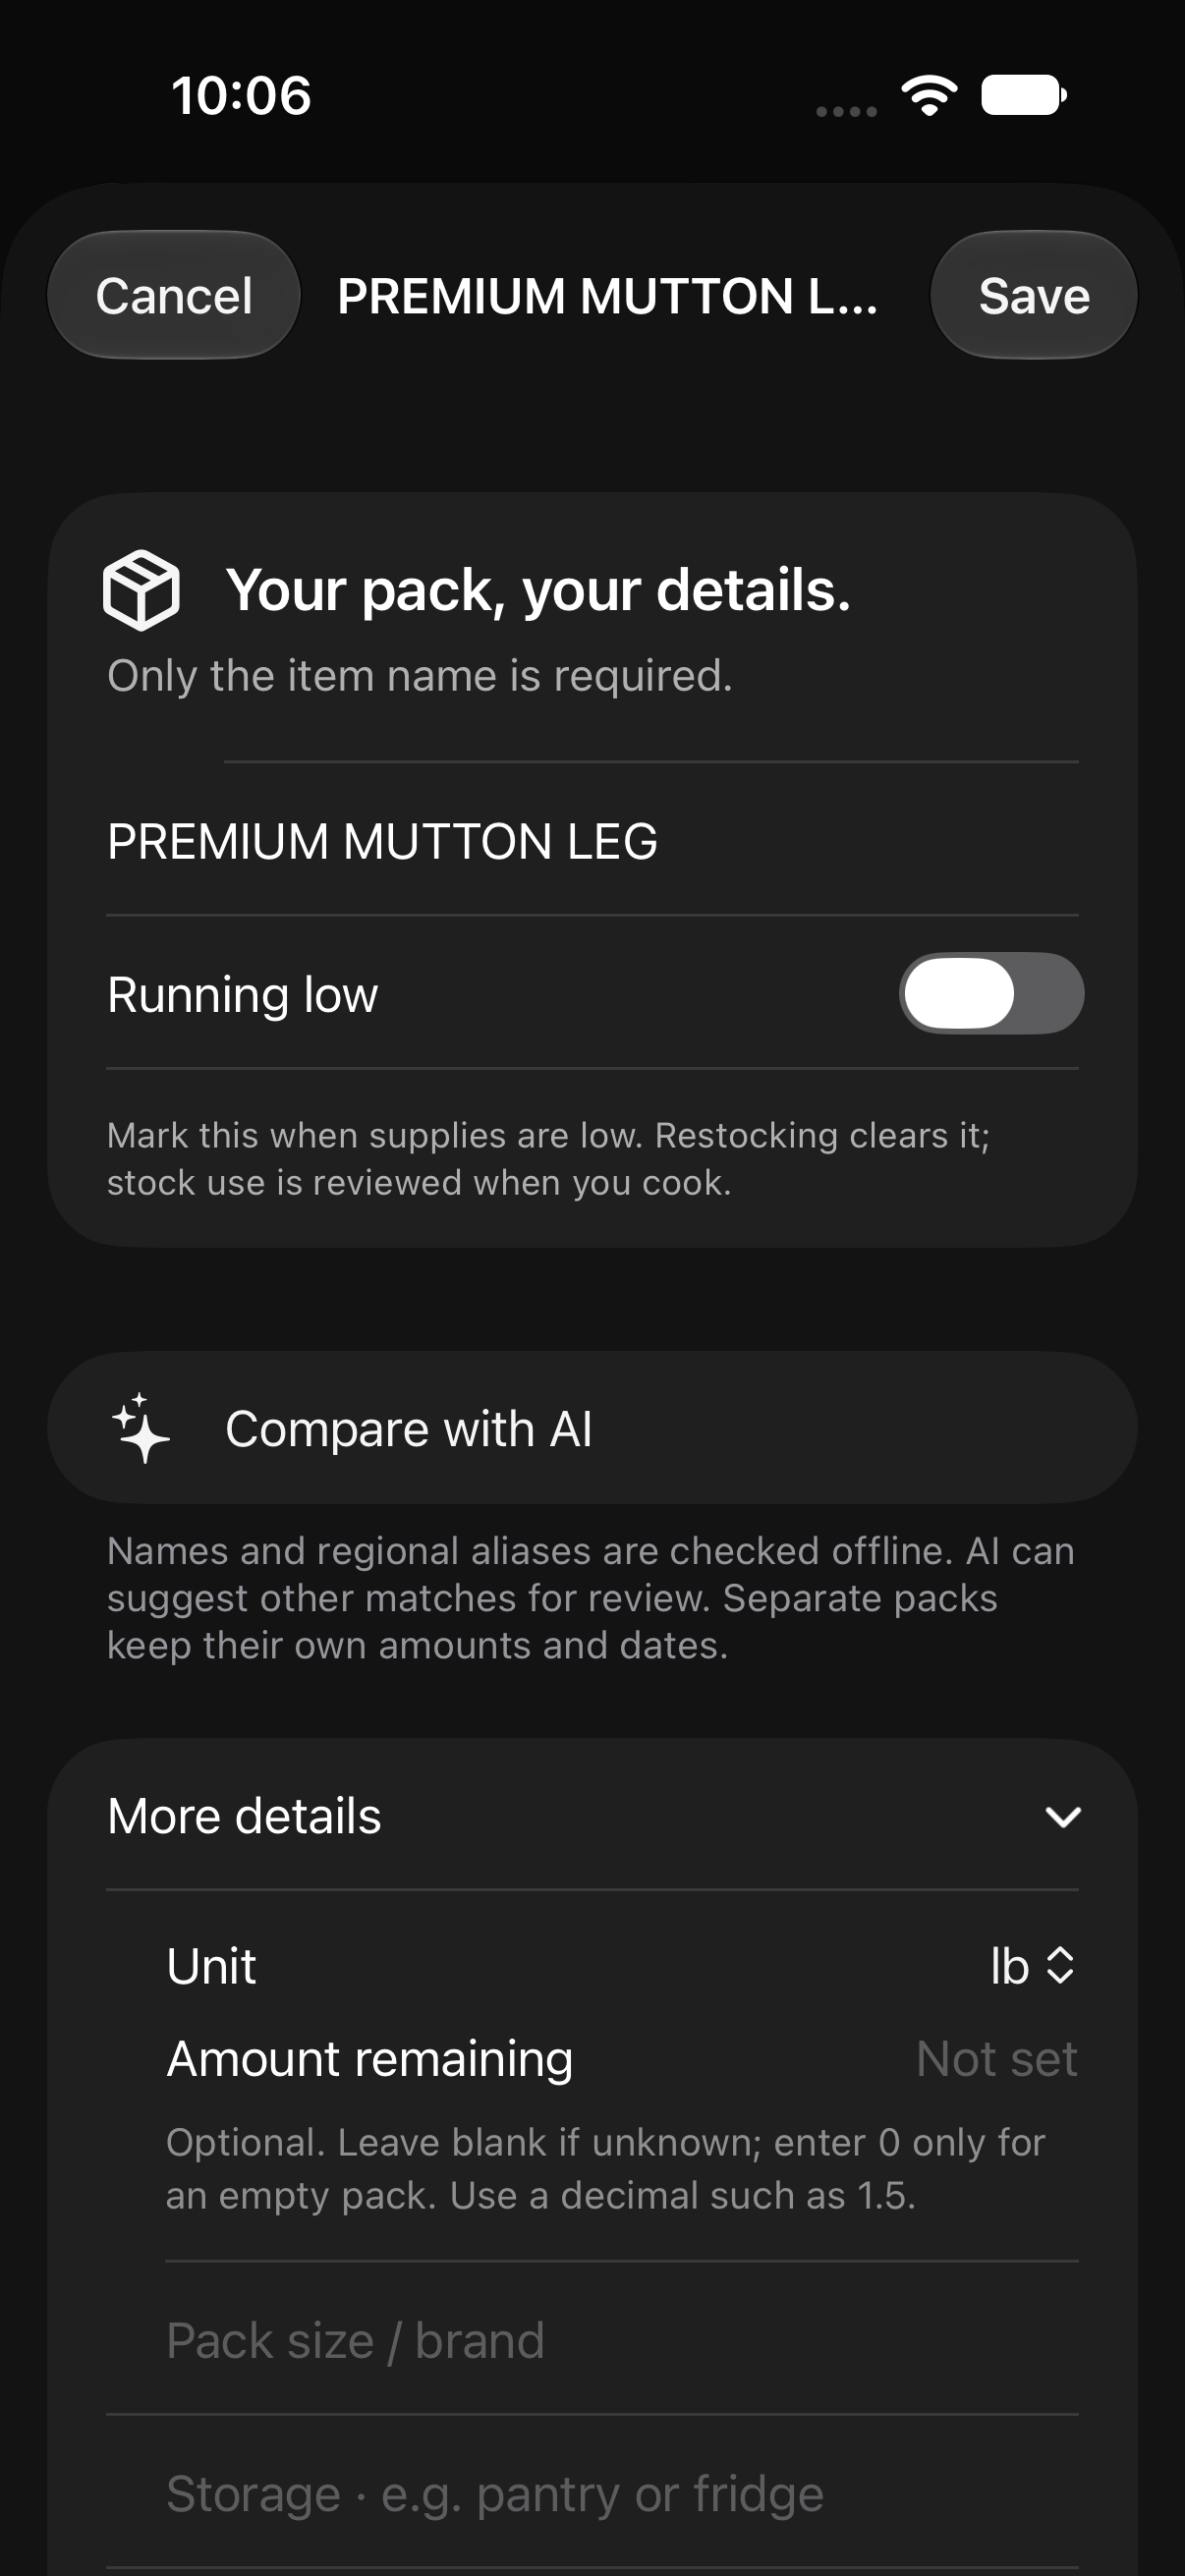 10:06
Cancel
PREMIUM MUTTON L...
Save
Your pack, your details.
Only the item name is required.
PREMIUM MUTTON LEG
Running low
Mark this when supplies are low. Restocking clears it;
stock use is reviewed when you cook.
Compare with AI
Names and regional aliases are checked offline. AI can
suggest other matches for review. Separate packs
keep their own amounts and dates.
More details
Unit
lb
Amount remaining
Not set
Optional. Leave blank if unknown; enter 0 only for
an empty pack. Use a decimal such as 1.5.
Pack size / brand
Storage · e.g. pantry or fridge